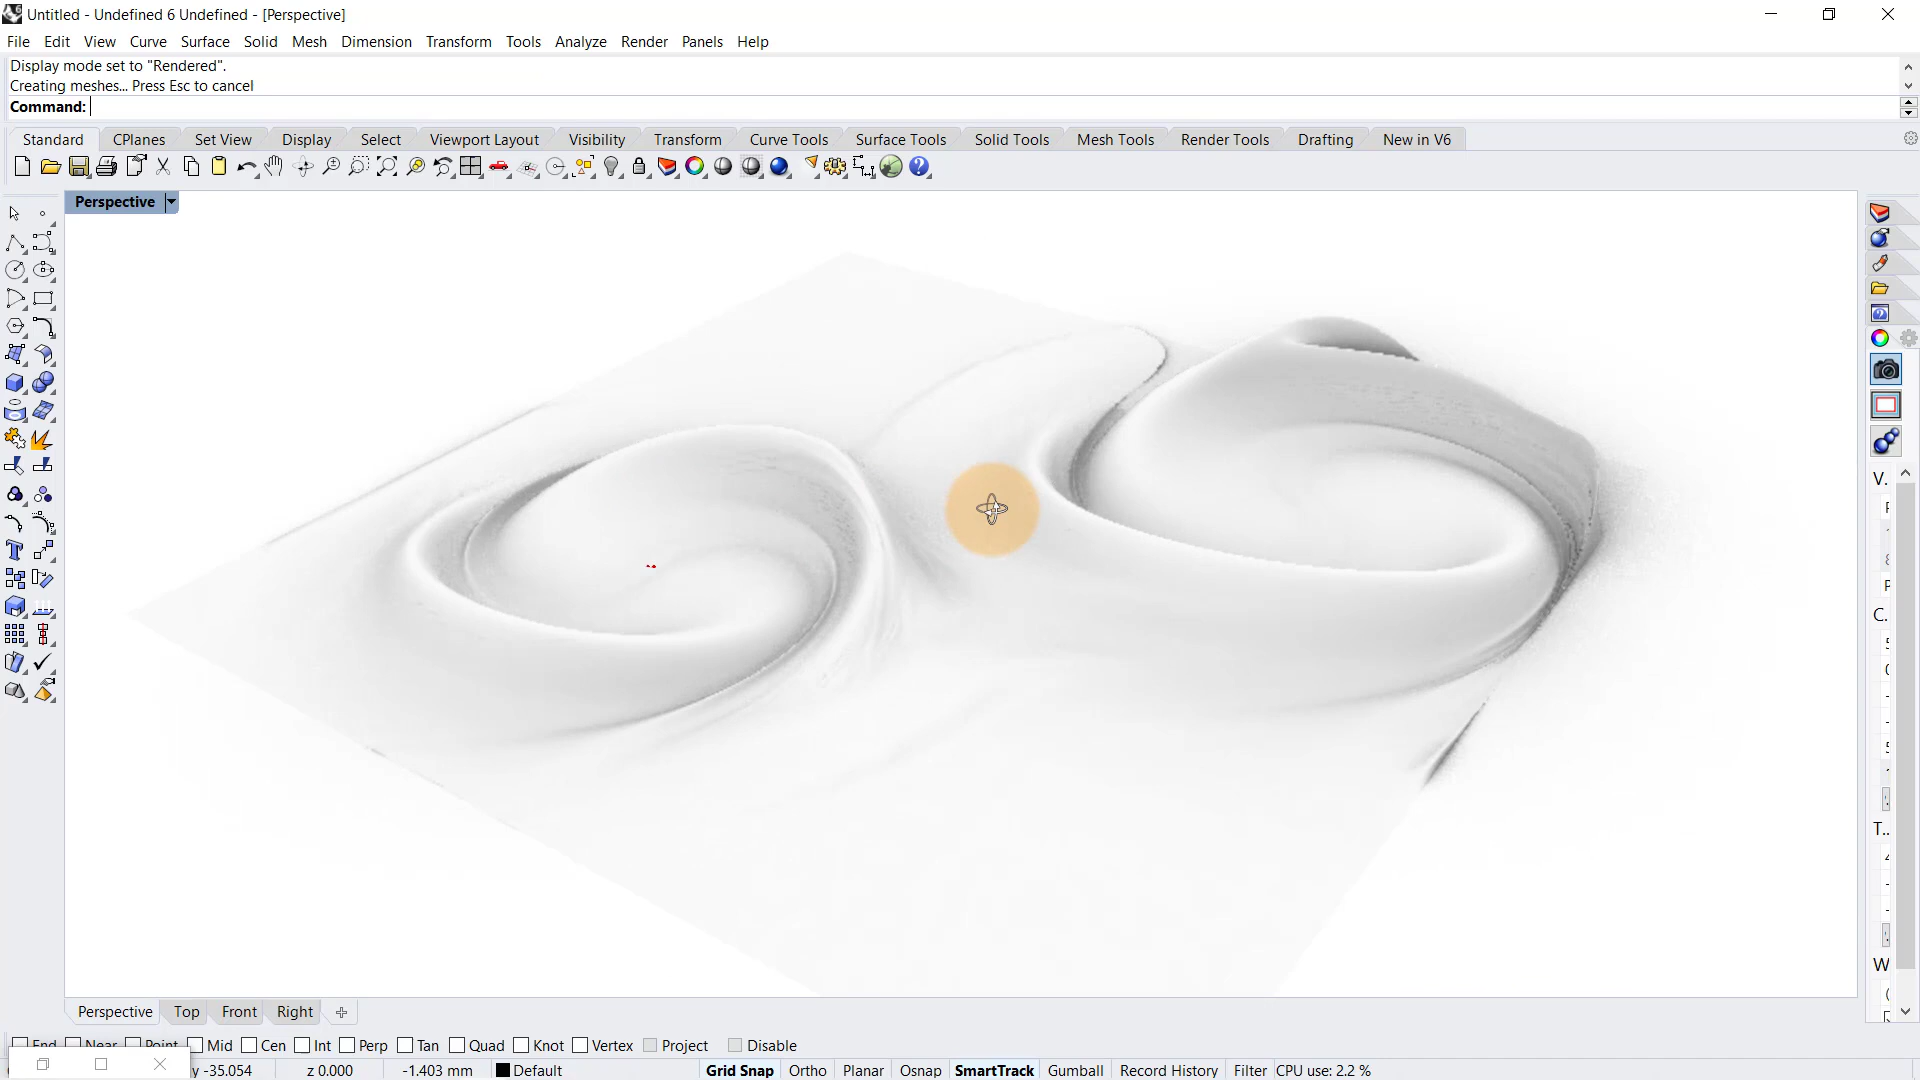 Untitled - Undefined 6 Undefined - [Perspective]
File Edit View Curve Surface Solid Mesh Dimension Transform Tools Analyze Render Panels Help
Display mode set to "Rendered".
Creating meshes... Press Esc to cancel
Command:
Standard CPlanes Set View Display Select Viewport Layout Visibility Transform Curve Tools Surface Tools Solid Tools Mesh Tools Render Tools Drafting New in V6
Perspective
V.
C.
T..
W
Perspective Top Front Right
End Near Point Mid Cen Int Perp Tan Quad Knot Vertex Project Disable
y -35.054 z 0.000 -1.403 mm Default Grid Snap Ortho Planar Osnap SmartTrack Gumball Record History Filter CPU use: 2.2 %